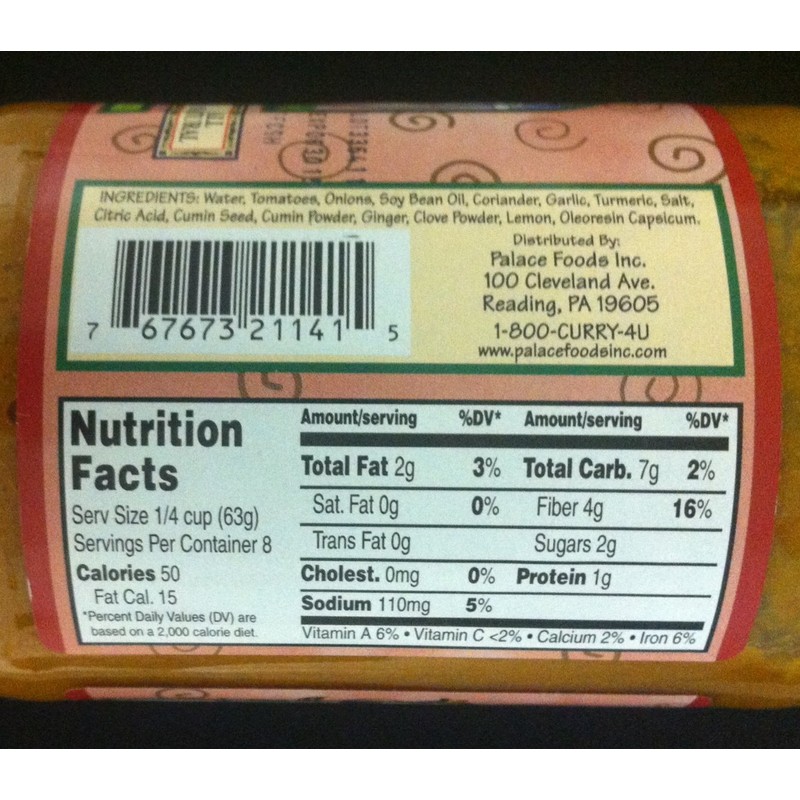 ALL
NATURAL
INGREDIENTS: Water, Tomatoes, Onions, Soy Bean Oil, Coriander, Garlic, Turmeric, Salt,
Citric Acid, Cumin Seed, Cumin Powder, Ginger, Clove Powder, Lemon, Oleoresin Capsicum.
7 67673 21141 5
Distributed By:
Palace Foods Inc.
100 Cleveland Ave.
Reading, PA 19605
1-800-CURRY-4U
www.palacefoodsinc.com
Nutrition
Facts
Serv Size 1/4 cup (63g)
Servings Per Container 8
Calories 50
Fat Cal. 15
*Percent Daily Values (DV) are
based on a 2,000 calorie diet.
Amount/serving %DV* Amount/serving %DV*
Total Fat 2g 3% Total Carb. 7g 2%
Sat. Fat 0g 0% Fiber 4g 16%
Trans Fat 0g Sugars 2g
Cholest. 0mg 0% Protein 1g
Sodium 110mg 5%
Vitamin A 6% • Vitamin C <2% • Calcium 2% • Iron 6%